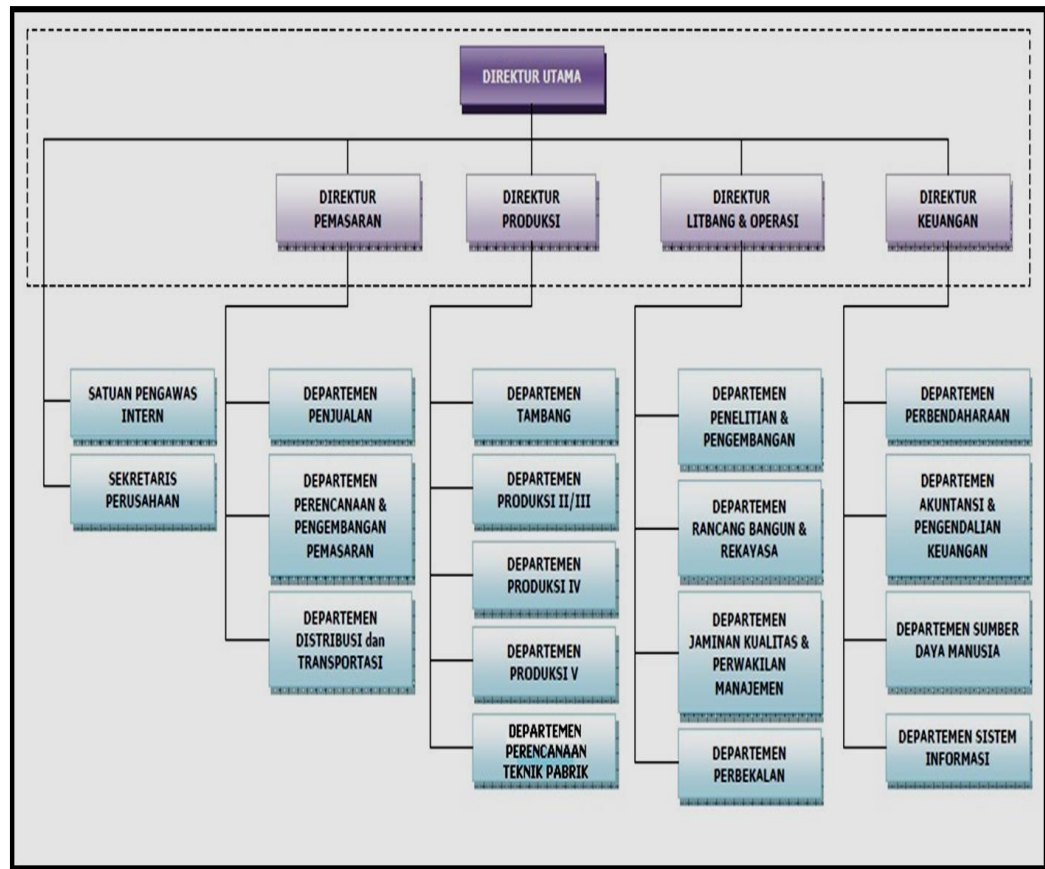 DIREKTUR UTAMA
DIREKTUR
PEMASARAN
DIREKTUR
PRODUKSI
DIREKTUR
LITBANG & OPERASI
DIREKTUR
KEUANGAN
SATUAN PENGAWAS
INTERN
SEKRETARIS
PERUSAHAAN
DEPARTEMEN
PENJUALAN
DEPARTEMEN
PERENCANAAN &
PENGEMBANGAN
PEMASARAN
DEPARTEMEN
DISTRIBUSI dan
TRANSPORTASI
DEPARTEMEN
TAMBANG
DEPARTEMEN
PRODUKSI II/III
DEPARTEMEN
PRODUKSI IV
DEPARTEMEN
PRODUKSI V
DEPARTEMEN
PERENCANAAN
TEKNIK PABRIK
DEPARTEMEN
PENELITIAN &
PENGEMBANGAN
DEPARTEMEN
RANCANG BANGUN &
REKAYASA
DEPARTEMEN
JAMINAN KUALITAS &
PERWAKILAN
MANAJEMEN
DEPARTEMEN
PERBEKALAN
DEPARTEMEN
PERBENDAHARAAN
DEPARTEMEN
AKUNTANSI &
PENGENDALIAN
KEUANGAN
DEPARTEMEN SUMBER
DAYA MANUSIA
DEPARTEMEN SISTEM
INFORMASI